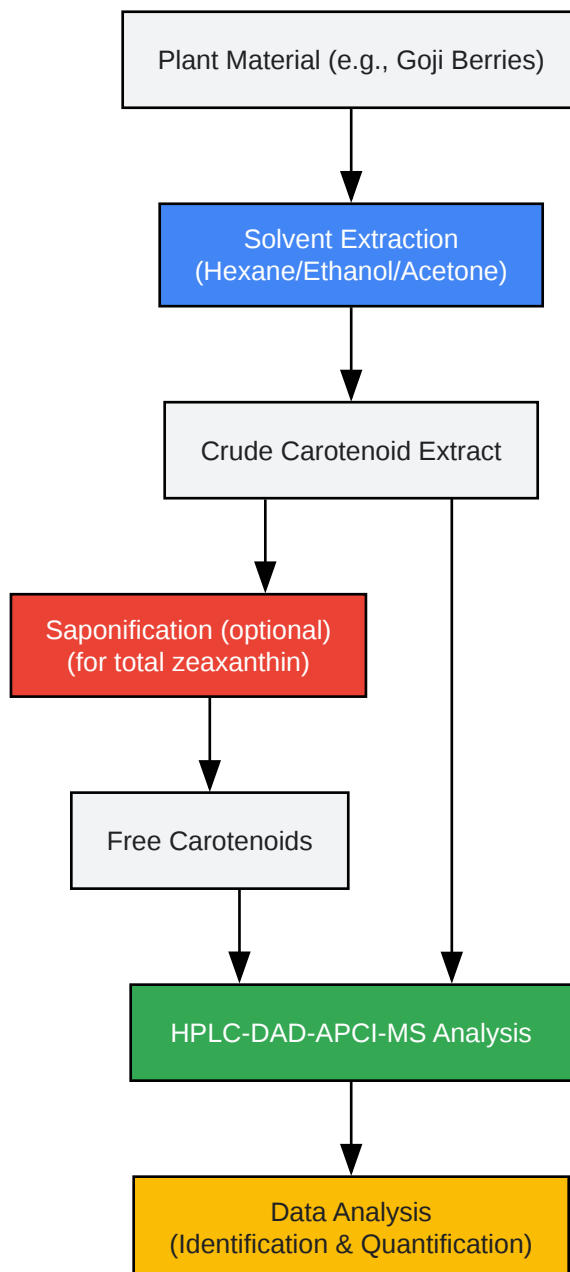 Plant Material (e.g., Goji Berries)
Solvent Extraction
(Hexane/Ethanol/Acetone)
Crude Carotenoid Extract
Saponification (optional)
(for total zeaxanthin)
Free Carotenoids
HPLC-DAD-APCI-MS Analysis
Data Analysis
(Identification & Quantification)